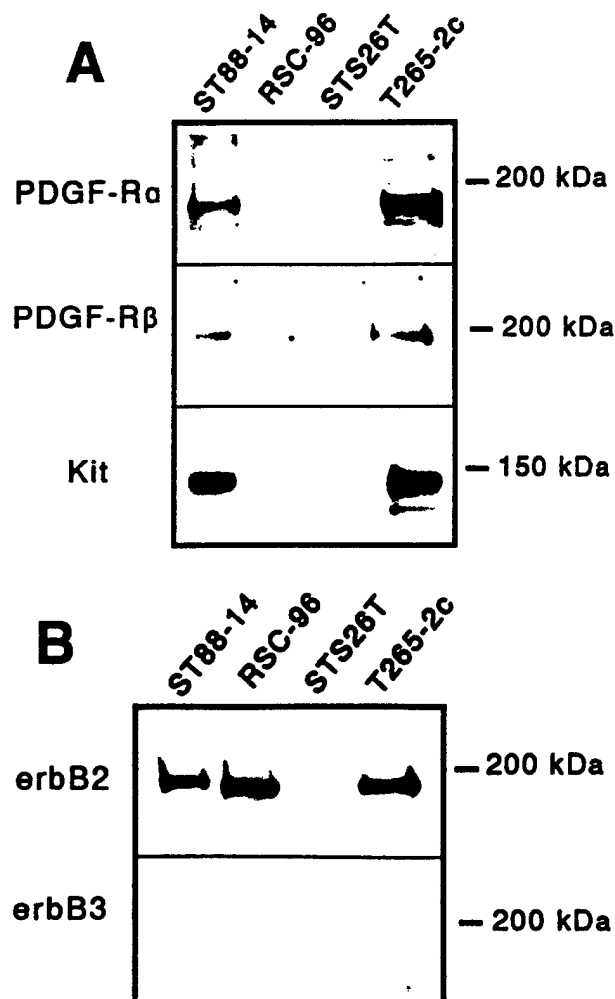 A
ST88-14 RSC-96 STS26T T265-2c
PDGF-Rα
200 kDa
PDGF-Rβ
200 kDa
Kit
150 kDa
B
ST88-14 RSC-96 STS26T T265-2c
erbB2
200 kDa
erbB3
200 kDa